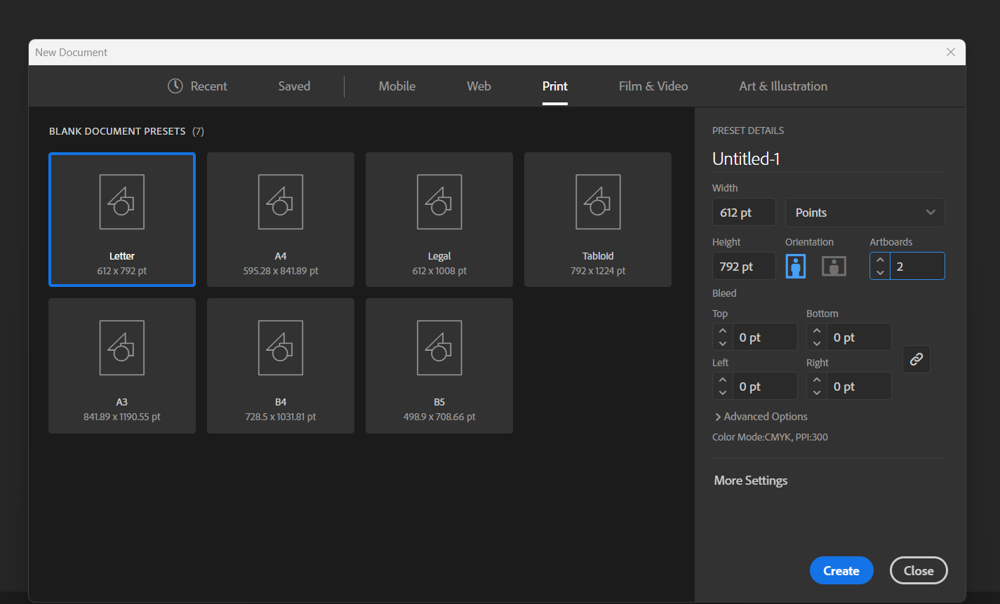 New Document
Recent Saved Mobile Web Print Film & Video Art & Illustration
BLANK DOCUMENT PRESETS (7)
Letter
612 x 792 pt
A4
595.28 x 841.89 pt
Legal
612 x 1008 pt
Tabloid
792 x 1224 pt
A3
841.89 x 1190.55 pt
B4
728.5 x 1031.81 pt
B5
498.9 x 708.66 pt
PRESET DETAILS
Untitled-1
Width
612 pt Points
Height Orientation Artboards
792 pt 2
Bleed
Top Bottom
0 pt 0 pt
Left Right
0 pt 0 pt
Advanced Options
Color Mode:CMYK, PPI:300
More Settings
Create Close